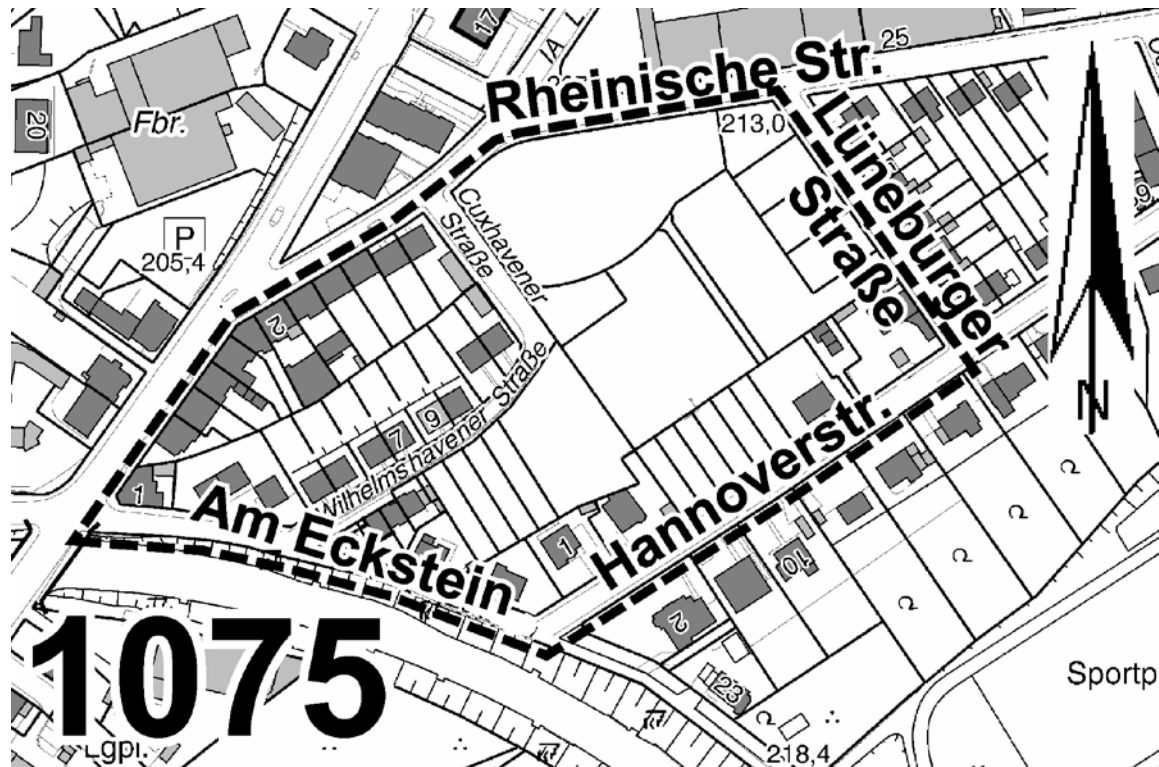 17
25
Rheinische Str.
Fbr.
20
213,0
Lüneburger
Straße
Cuxhavener
Straße
P
205,4
2
Wilhelmshavener Straße
7
9
1
Am Eckstein
Hannoverstr.
1
10
2
23
N
1075
Sportp
Lgpl.
218,4